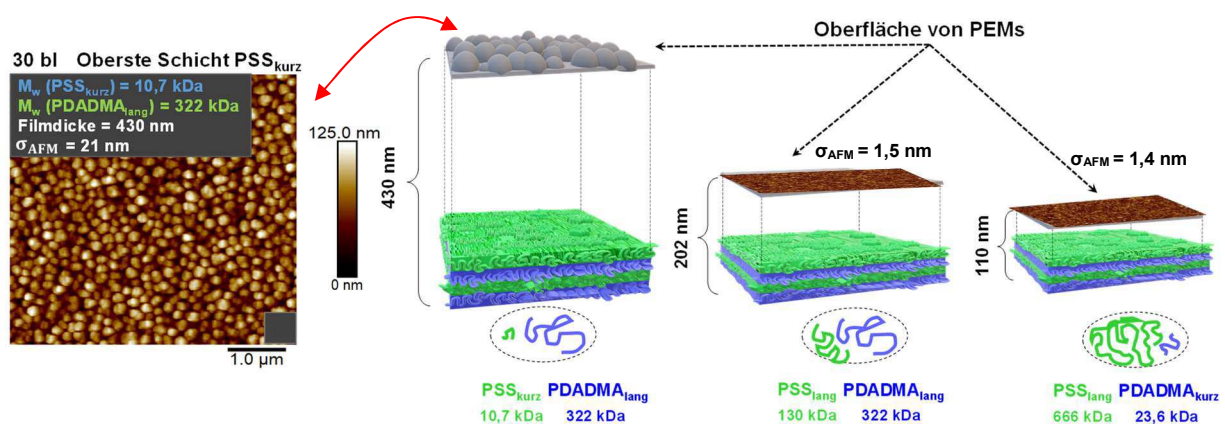 30 bl Oberste Schicht PSSkurz
Mw (PSSkurz) = 10,7 kDa
Mw (PDADMAlang) = 322 kDa
Filmdicke = 430 nm
σAFM = 21 nm
1.0 µm
125.0 nm
0 nm
Oberfläche von PEMs
430 nm
PSSkurz PDADMAlang
10,7 kDa 322 kDa
σAFM = 1,5 nm
202 nm
PSSlang PDADMAlang
130 kDa 322 kDa
σAFM = 1,4 nm
110 nm
PSSlang PDADMAkurz
666 kDa 23,6 kDa